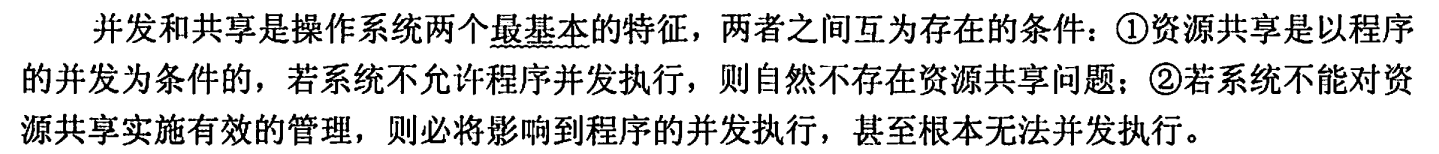 并发和共享是操作系统两个最基本的特征，两者之间互为存在的条件：①资源共享是以程序
的并发为条件的，若系统不允许程序并发执行，则自然不存在资源共享问题；②若系统不能对资
源共享实施有效的管理，则必将影响到程序的并发执行，甚至根本无法并发执行。